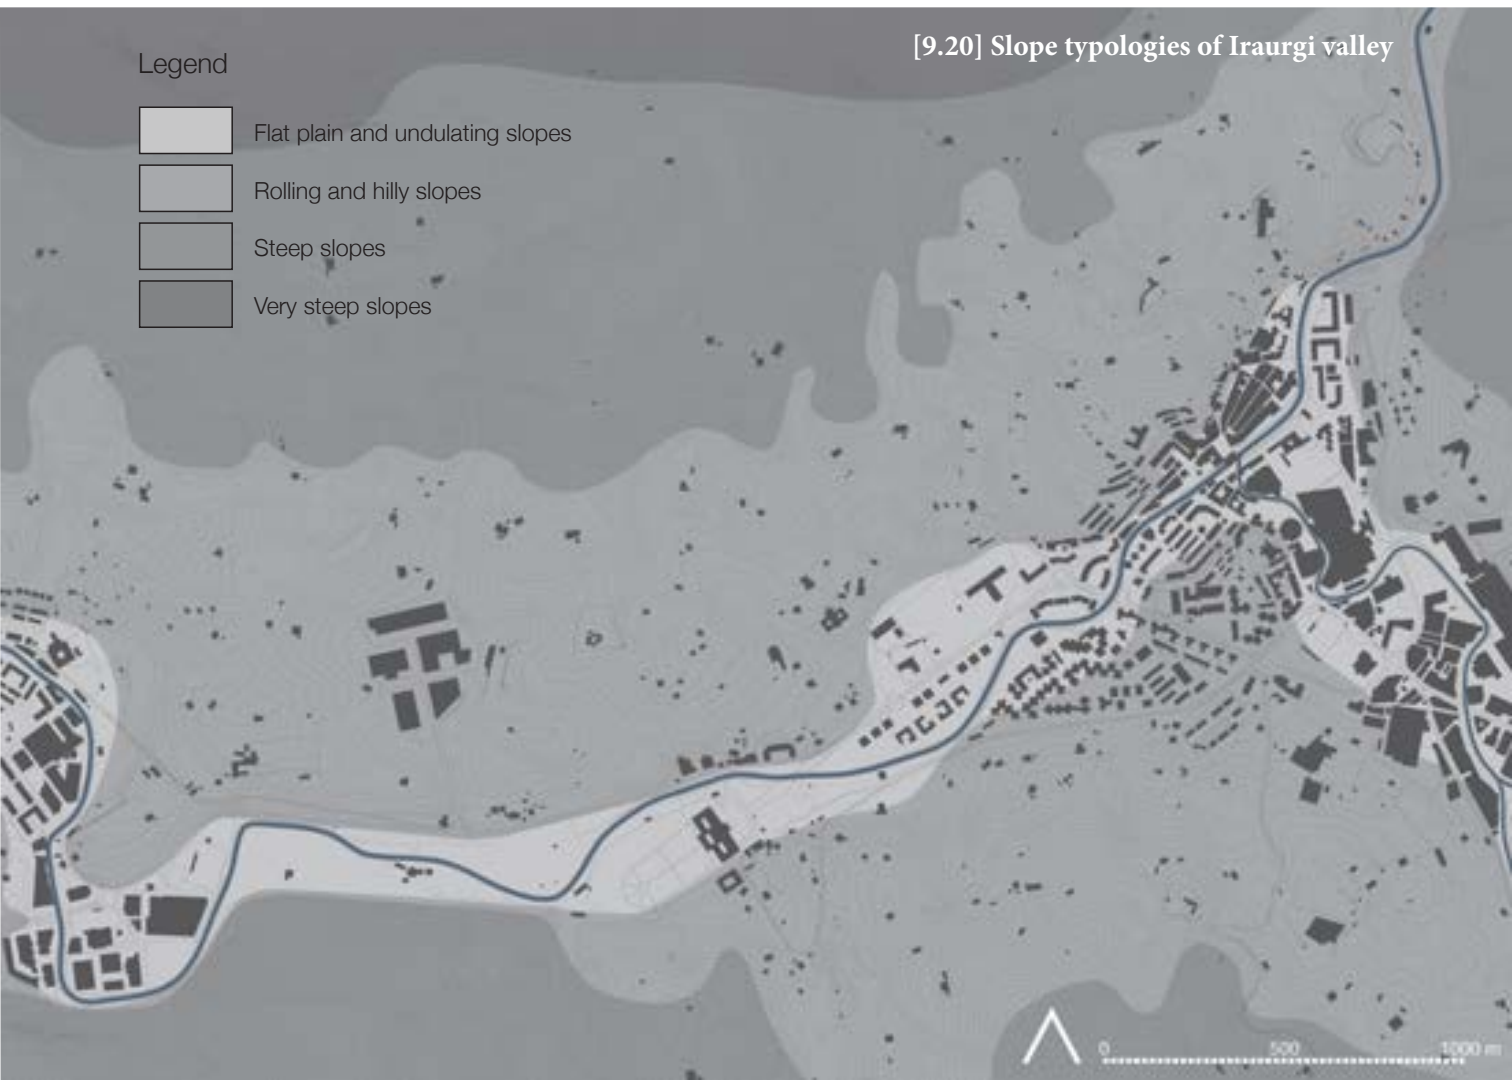 [9.20] Slope typologies of Iraurgi valley
Legend
Flat plain and undulating slopes
Rolling and hilly slopes
Steep slopes
Very steep slopes
0 500 1000 m